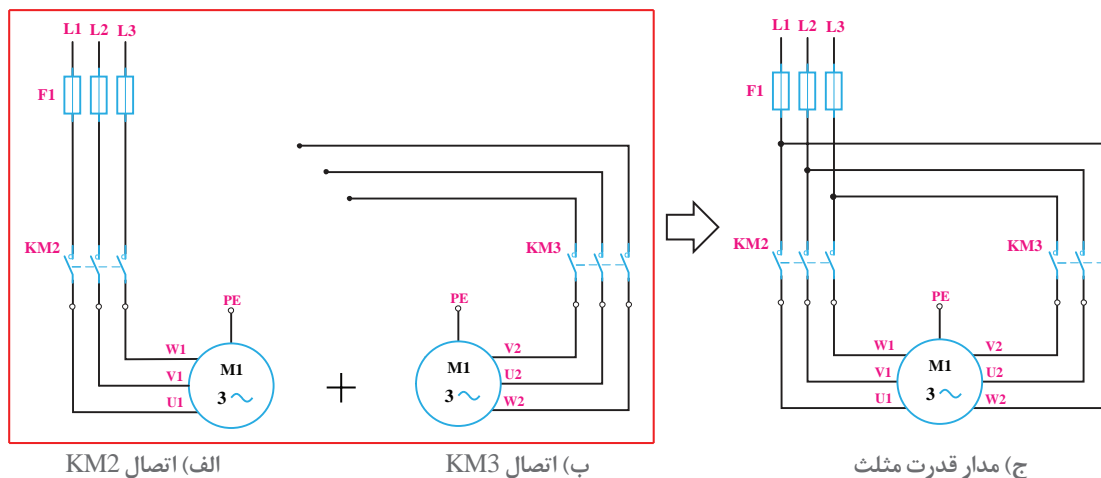 L1 L2 L3
F1
KM2
PE
W1
V1
U1
M1
3
KM3
PE
M1
3
V2
U2
W2
L1 L2 L3
F1
KM2
KM3
PE
W1
V1
U1
M1
3
V2
U2
W2
الف) اتصال KM2
ب) اتصال KM3
ج) مدار قدرت مثلث